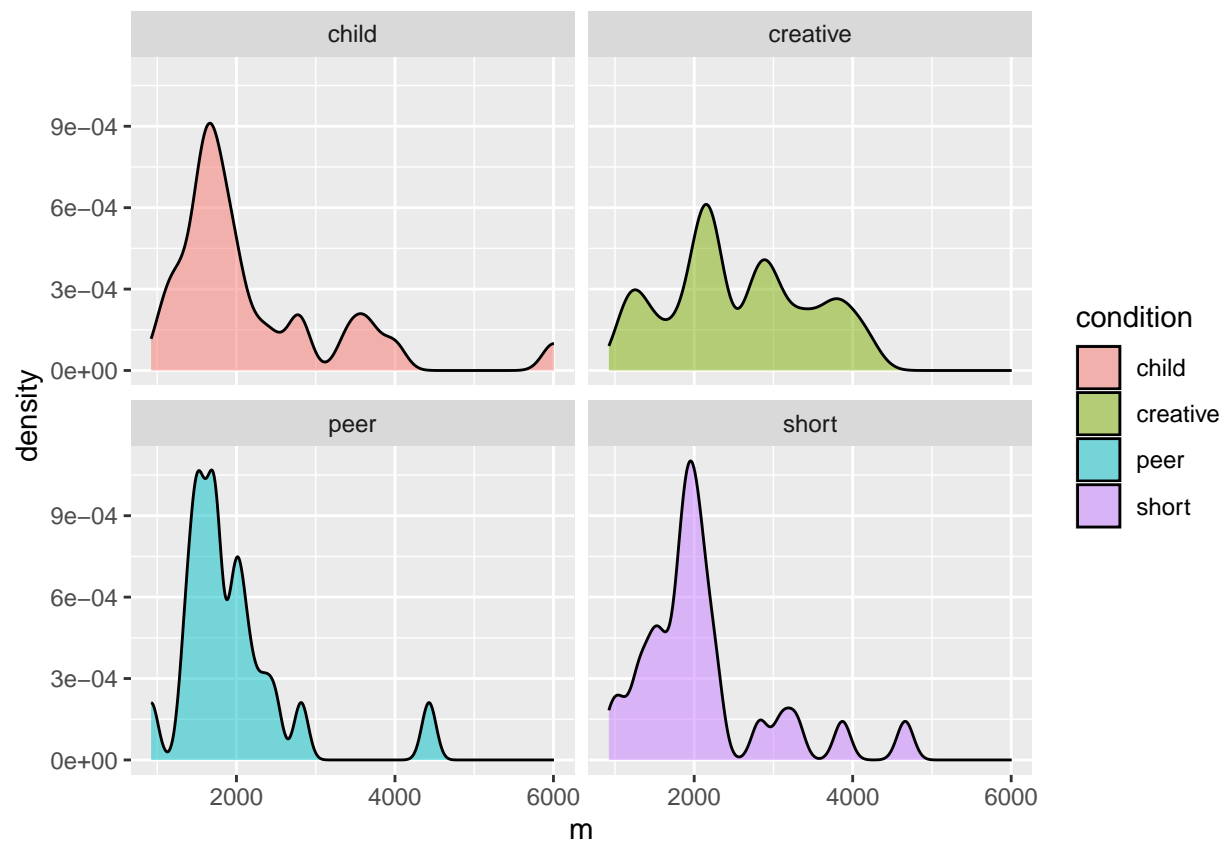 child
creative
9e−04
6e−04
3e−04
0e+00
peer
short
9e−04
6e−04
3e−04
0e+00
2000
4000
6000
2000
4000
6000
m
density
condition
child
creative
peer
short